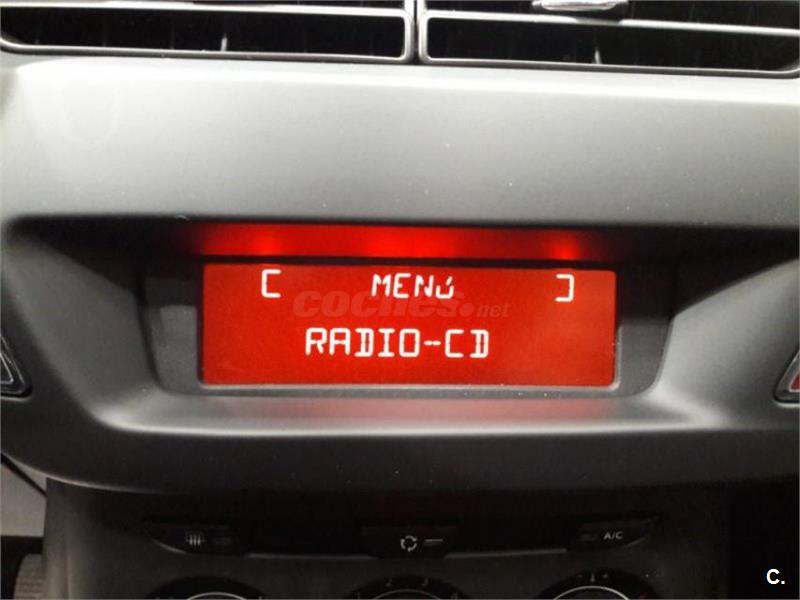 [ MENÚ ]
coches.net
RADIO-CD
A/C
C.